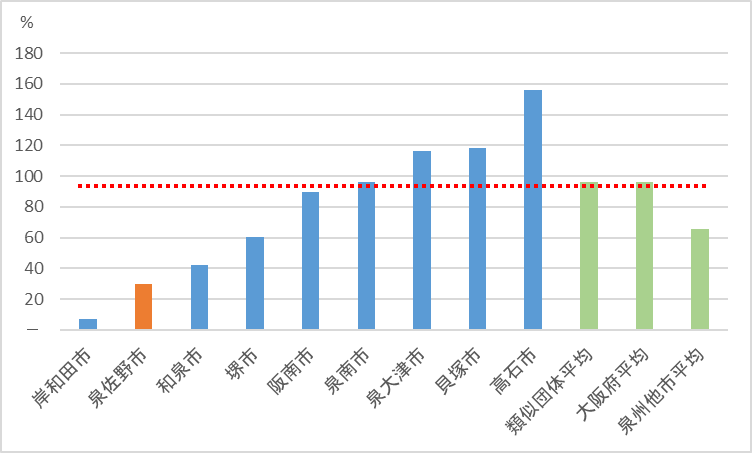 %
180
160
140
120
100
80
60
40
20
–
岸和田市
泉佐野市
和泉市
堺市
阪南市
泉南市
泉大津市
貝塚市
高石市
類似団体平均
大阪府平均
泉州他市平均